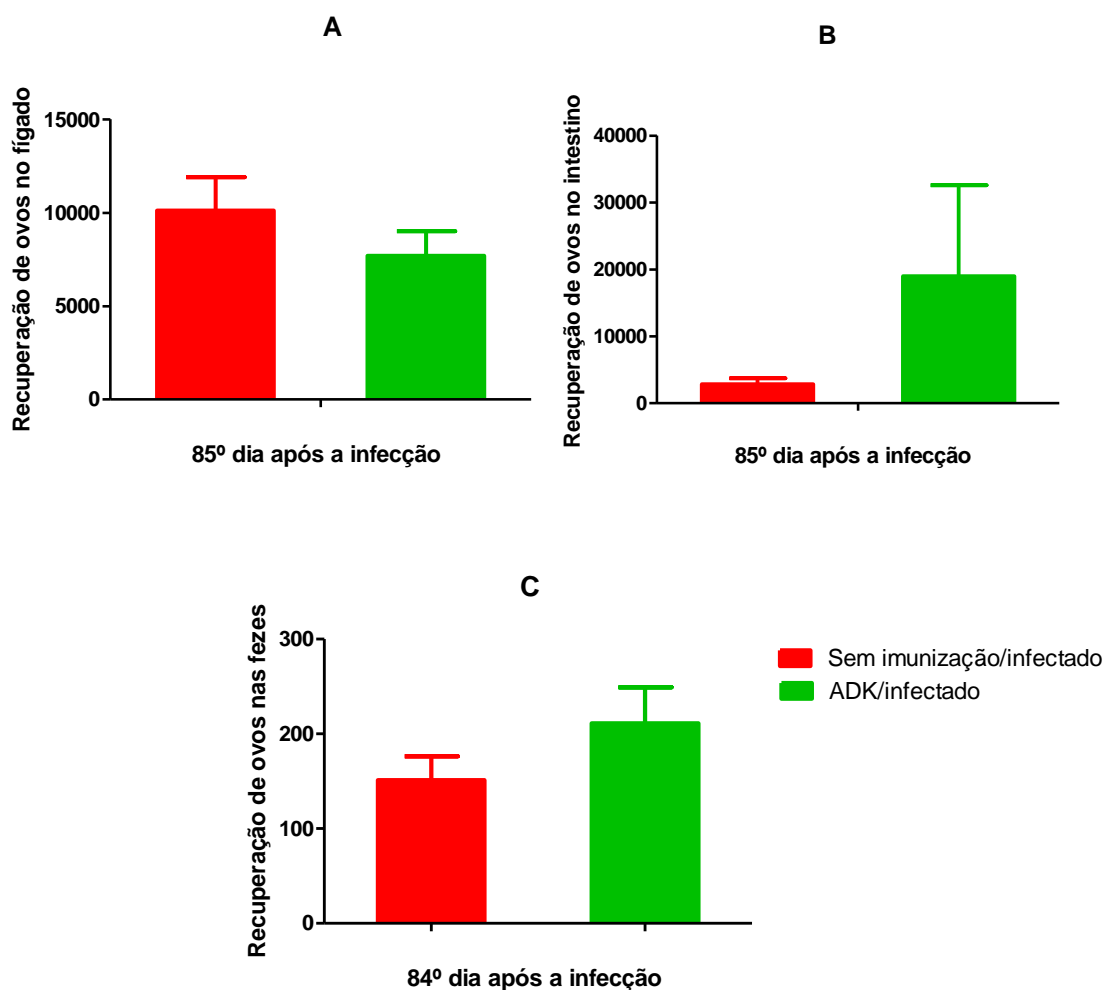 A
Recuperação de ovos no fígado
15000
10000
5000
0
85º dia após a infecção
B
Recuperação de ovos no intestino
40000
30000
20000
10000
0
85º dia após a infecção
C
Recuperação de ovos nas fezes
300
200
100
0
84º dia após a infecção
Sem imunização/infectado
ADK/infectado